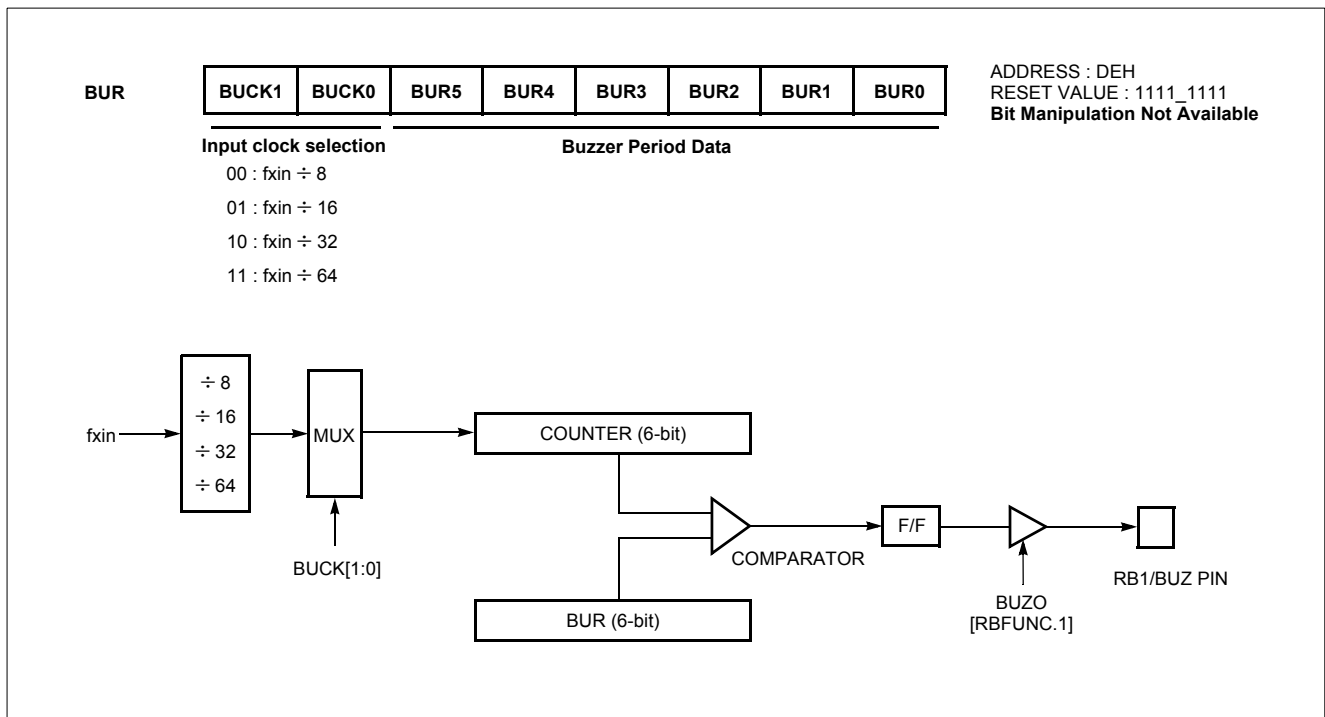 BUR
BUCK1 BUCK0 BUR5 BUR4 BUR3 BUR2 BUR1 BUR0
ADDRESS : DEH
RESET VALUE : 1111_1111
Bit Manipulation Not Available
Input clock selection
Buzzer Period Data
00 : fxin ÷ 8
01 : fxin ÷ 16
10 : fxin ÷ 32
11 : fxin ÷ 64
fxin
÷ 8
÷ 16
÷ 32
÷ 64
MUX
BUCK[1:0]
COUNTER (6-bit)
BUR (6-bit)
COMPARATOR
F/F
BUZO
[RBFUNC.1]
RB1/BUZ PIN